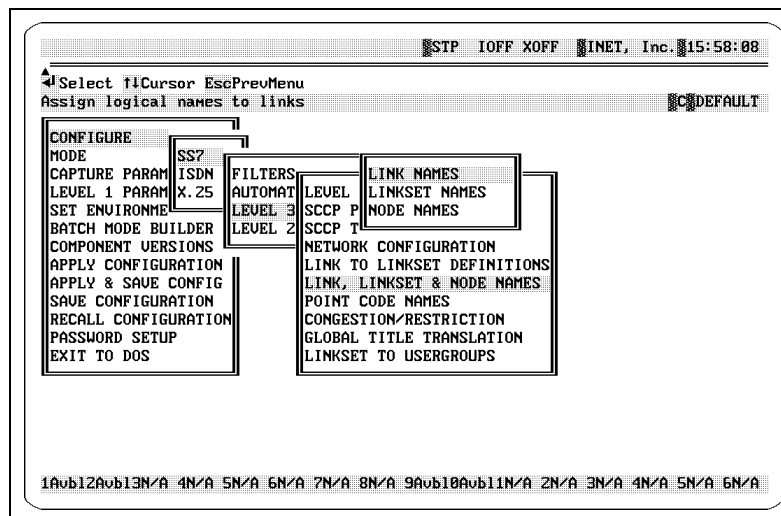 STP IOFF XOFF INET, Inc. 15:58:08
Select ↑↓Cursor EscPrevMenu
Assign logical names to links C DEFAULT
CONFIGURE
MODE
CAPTURE PARAM
LEVEL 1 PARAM
SET ENVIRONME
BATCH MODE BUILDER
COMPONENT VERSIONS
APPLY CONFIGURATION
APPLY & SAVE CONFIG
SAVE CONFIGURATION
RECALL CONFIGURATION
PASSWORD SETUP
EXIT TO DOS
SS7
ISDN
X.25
FILTERS
AUTOMAT
LEVEL 3
LEVEL 2
LEVEL
SCCP P
SCCP T
NETWORK CONFIGURATION
LINK TO LINKSET DEFINITIONS
LINK, LINKSET & NODE NAMES
POINT CODE NAMES
CONGESTION/RESTRICTION
GLOBAL TITLE TRANSLATION
LINKSET TO USERGROUPS
LINK NAMES
LINKSET NAMES
NODE NAMES
1Avbl2Avbl3N/A 4N/A 5N/A 6N/A 7N/A 8N/A 9Avbl0Avbl1N/A 2N/A 3N/A 4N/A 5N/A 6N/A